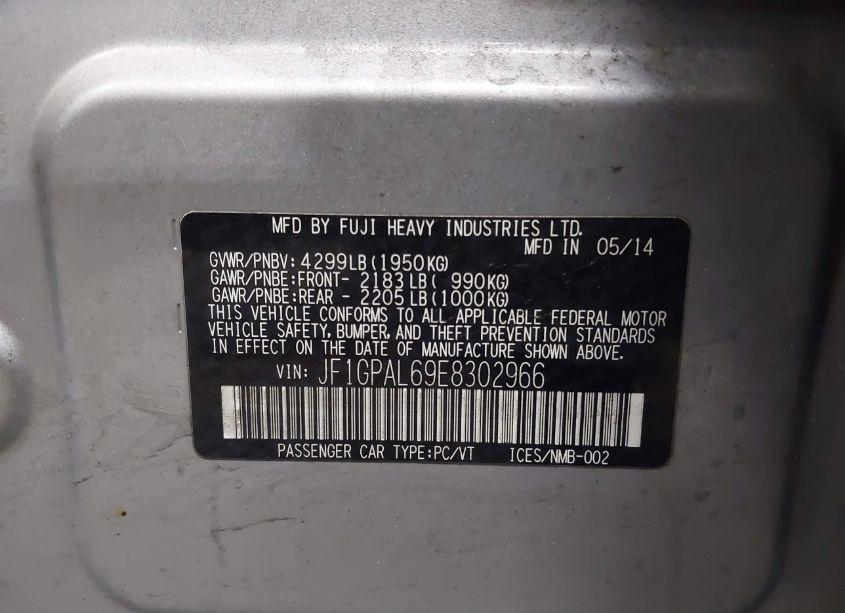 MFD BY FUJI HEAVY INDUSTRIES LTD.
MFD IN 05/14
GVWR/PNBV: 4299LB (1950KG)
GAWR/PNBE:FRONT- 2183LB ( 990KG)
GAWR/PNBE:REAR - 2205LB (1000KG)
THIS VEHICLE CONFORMS TO ALL APPLICABLE FEDERAL MOTOR
VEHICLE SAFETY, BUMPER, AND THEFT PREVENTION STANDARDS
IN EFFECT ON THE DATE OF MANUFACTURE SHOWN ABOVE.
VIN: JF1GPAL69E8302966
PASSENGER CAR TYPE:PC/VT ICES/NMB-002